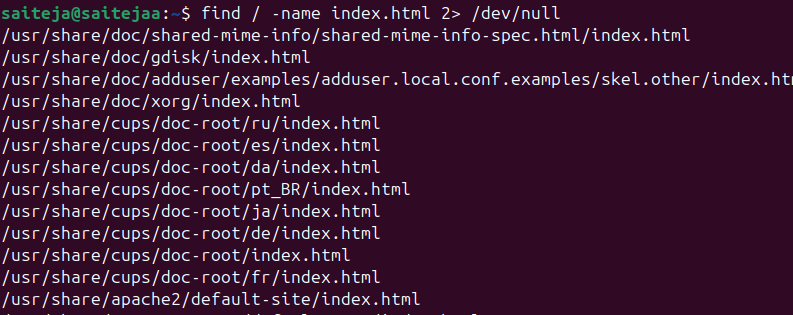 saiteja@saitejaa:~$ find / -name index.html 2> /dev/null
/usr/share/doc/shared-mime-info/shared-mime-info-spec.html/index.html
/usr/share/doc/gdisk/index.html
/usr/share/doc/adduser/examples/adduser.local.conf.examples/skel.other/index.ht
/usr/share/doc/xorg/index.html
/usr/share/cups/doc-root/ru/index.html
/usr/share/cups/doc-root/es/index.html
/usr/share/cups/doc-root/da/index.html
/usr/share/cups/doc-root/pt_BR/index.html
/usr/share/cups/doc-root/ja/index.html
/usr/share/cups/doc-root/de/index.html
/usr/share/cups/doc-root/index.html
/usr/share/cups/doc-root/fr/index.html
/usr/share/apache2/default-site/index.html